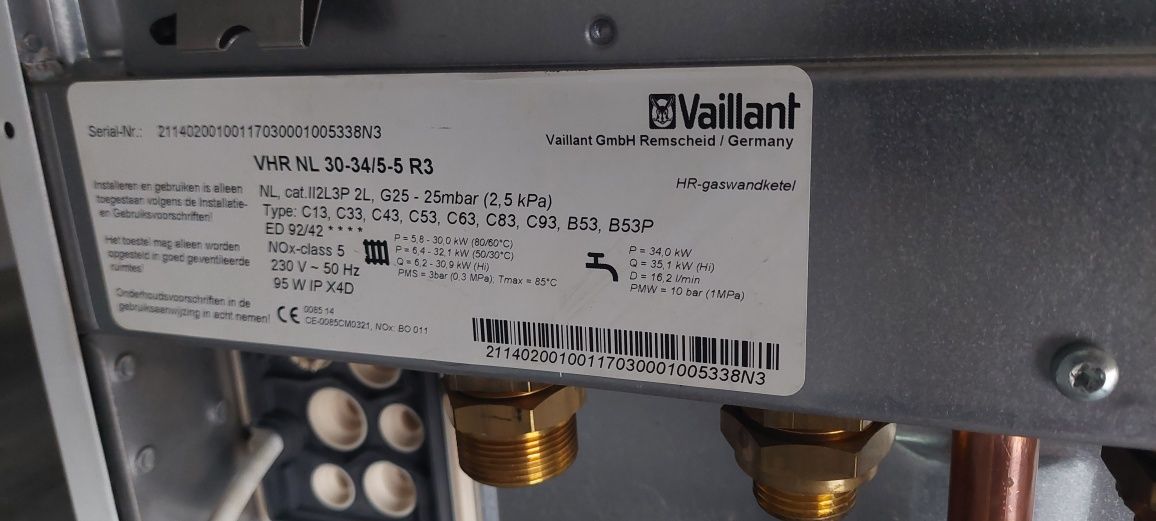 Vaillant
Serial-Nr.: 21140200100117030001005338N3
Vaillant GmbH Remscheid / Germany
VHR NL 30-34/5-5 R3
HR-gaswandketel
Installeren en gebruiken is alleen
toegestaan volgens de Installatie-
en Gebruiksvoorschriften!
Het toestel mag alleen worden
opgesteld in goed geventileerde
ruimtes!
Onderhoudsvoorschriften in de
gebruiksaanwijzing in acht nemen!
NL, cat.II2L3P 2L, G25 - 25mbar (2,5 kPa)
Type: C13, C33, C43, C53, C63, C83, C93, B53, B53P
ED 92/42 * * * *
NOx-class 5
230 V ~ 50 Hz
95 W IP X4D
P = 5,8 - 30,0 kW (80/60°C)
P = 6,4 - 32,1 kW (50/30°C)
Q = 6,2 - 30,9 kW (Hi)
PMS = 3bar (0,3 MPa); Tmax = 85°C
P = 34,0 kW
Q = 35,1 kW (Hi)
D = 16,2 l/min
PMW = 10 bar (1MPa)
CE 0085 14
CE-0085CM0321, NOx: BO 011
21140200100117030001005338N3